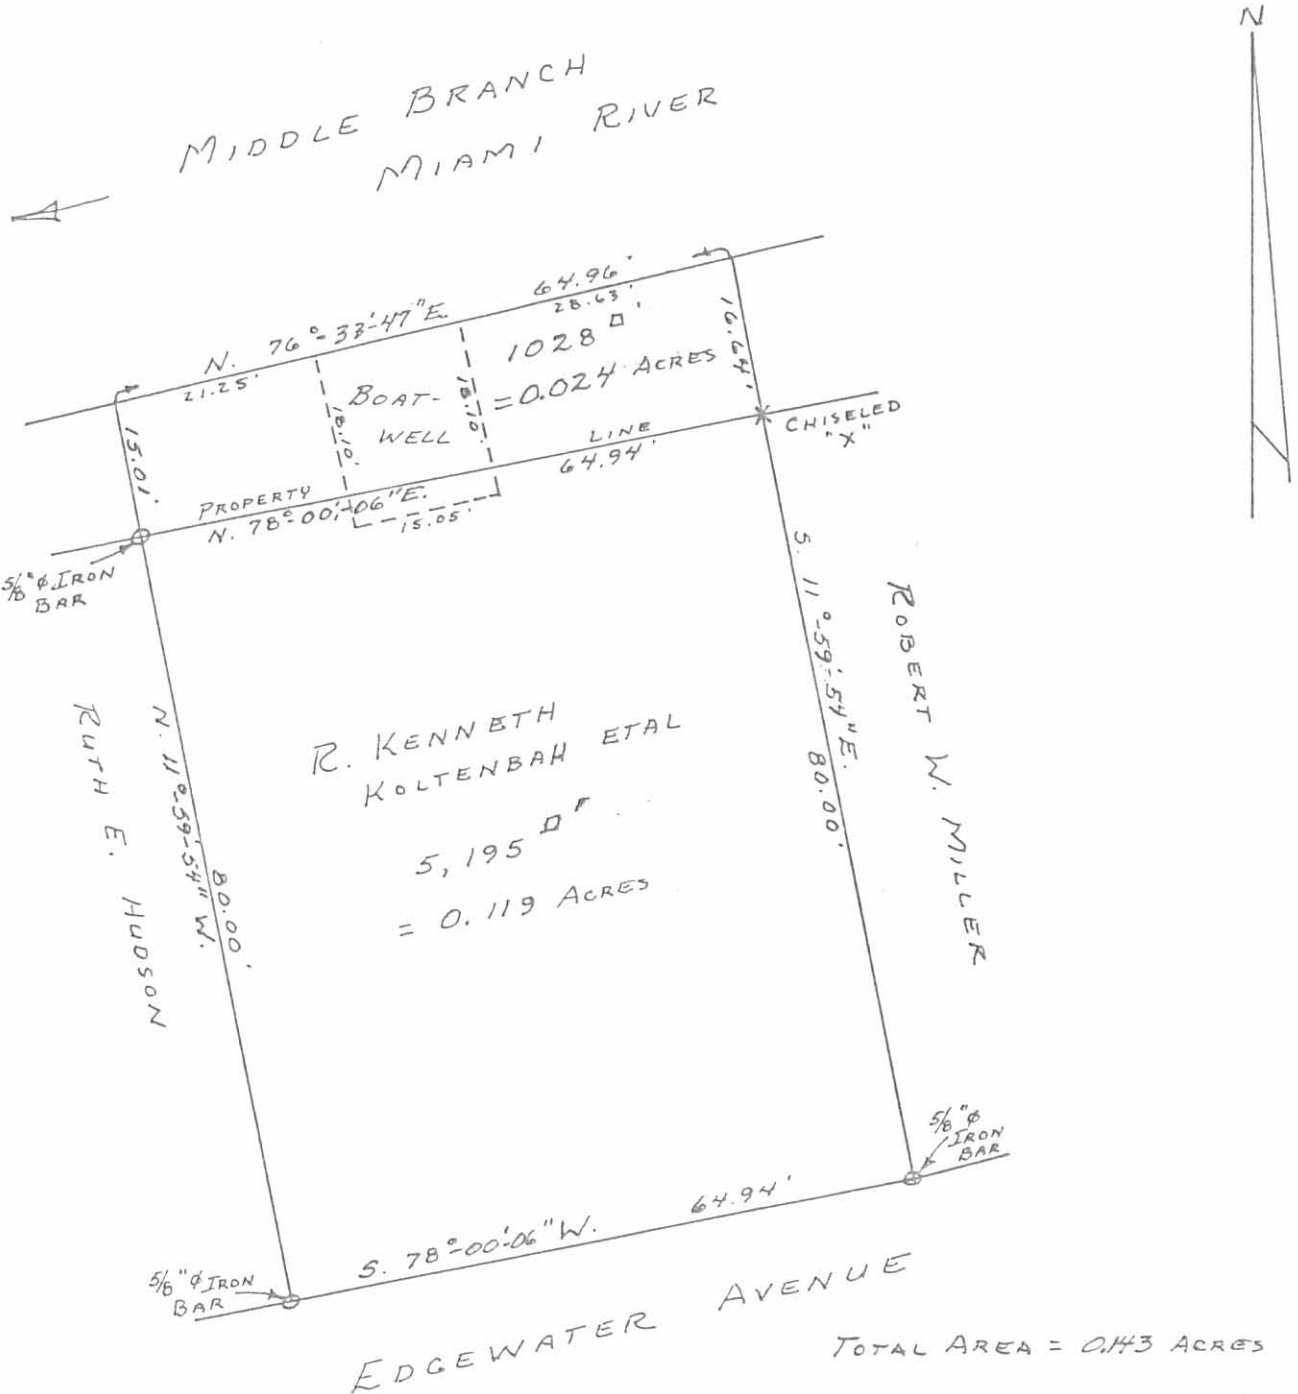 N
MIDDLE BRANCH
MIAMI RIVER
64.96'
28.63'
N. 76°-33'-47"E.
21.25'
1028 □'
= 0.024 ACRES
16.64'
BOAT-
WELL
18.10'
18.10'
15.01'
LINE
64.94'
CHISELED
"X"
PROPERTY
N. 78°-00'-06"E.
15.05'
5/8"φ IRON
BAR
S. 11°-59'-54"E. 80.00'
ROBERT W. MILLER
RUTH E. HUDSON
N. 11°-59'-54" W. 80.00'
R. KENNETH
KOLTENBAH ETAL
5,195 □'
= 0.119 ACRES
5/8"φ
IRON
BAR
S. 78°-00'-06"W. 64.94'
5/8"φ IRON
BAR
EDGEWATER AVENUE
TOTAL AREA = 0.143 ACRES